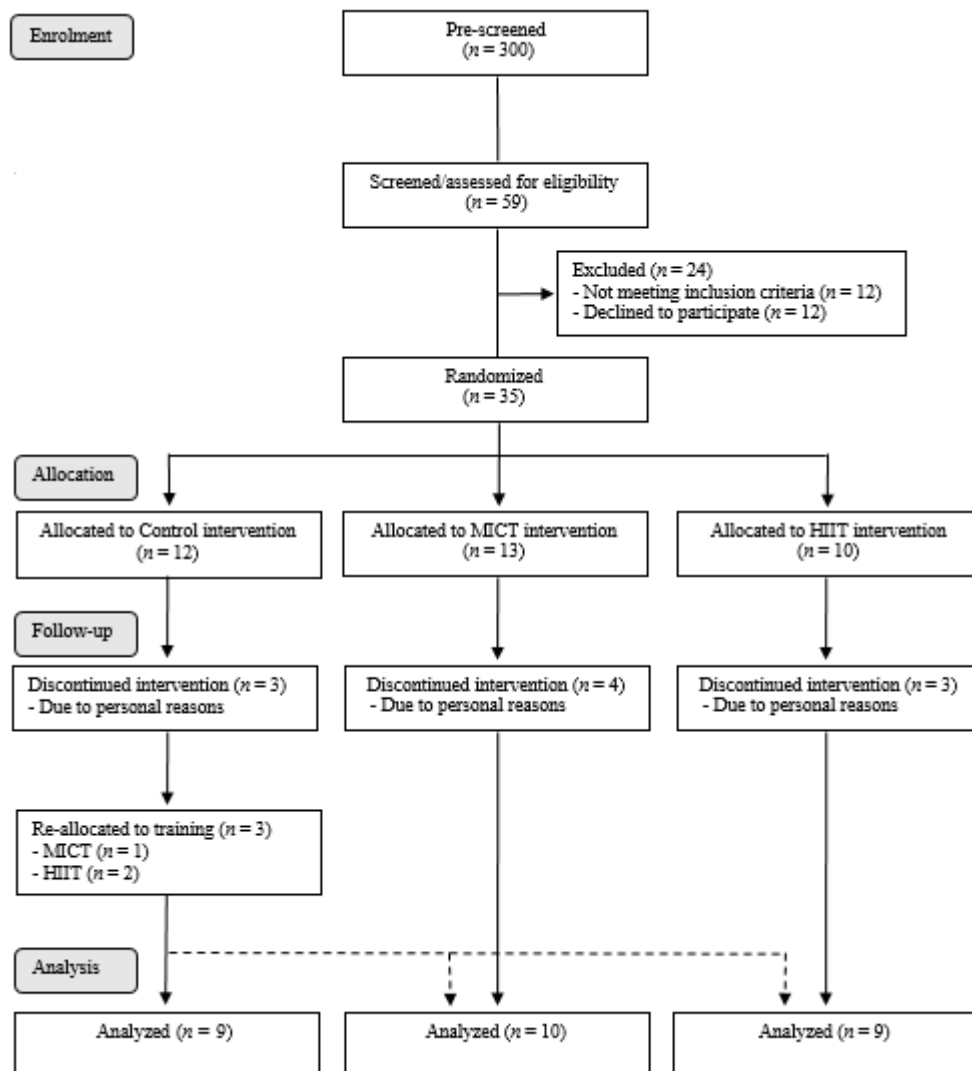 Enrolment
Pre-screened
(n = 300)
Screened/assessed for eligibility
(n = 59)
Excluded (n = 24)
- Not meeting inclusion criteria (n = 12)
- Declined to participate (n = 12)
Randomized
(n = 35)
Allocation
Allocated to Control intervention
(n = 12)
Allocated to MICT intervention
(n = 13)
Allocated to HIIT intervention
(n = 10)
Follow-up
Discontinued intervention (n = 3)
- Due to personal reasons
Discontinued intervention (n = 4)
- Due to personal reasons
Discontinued intervention (n = 3)
- Due to personal reasons
Re-allocated to training (n = 3)
- MICT (n = 1)
- HIIT (n = 2)
Analysis
Analyzed (n = 9)
Analyzed (n = 10)
Analyzed (n = 9)